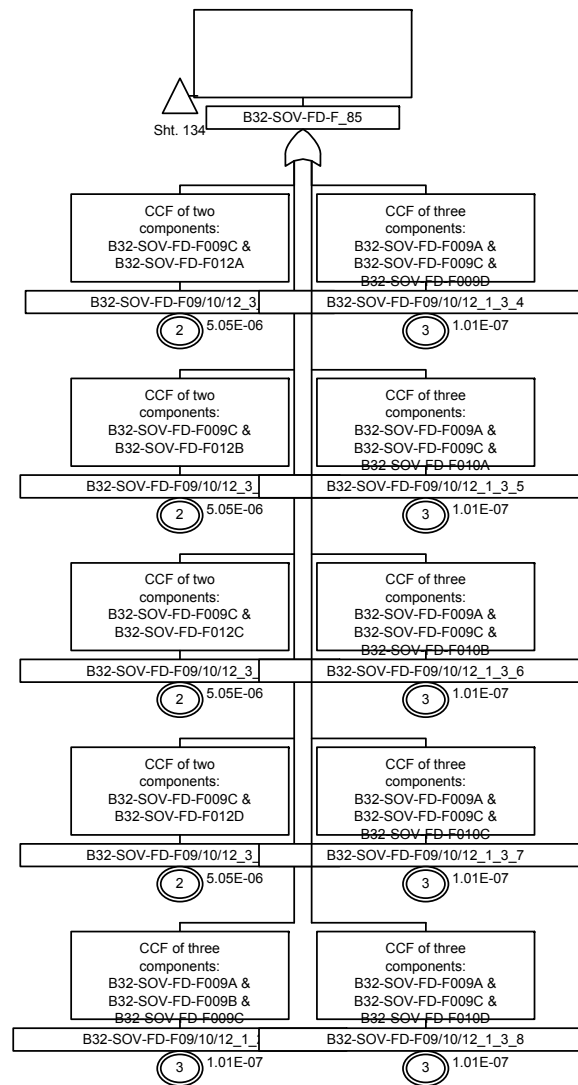 B32-SOV-FD-F_85
Sht. 134
CCF of two
components:
B32-SOV-FD-F009C &
B32-SOV-FD-F012A
B32-SOV-FD-F09/10/12_3_
2
5.05E-06
CCF of three
components:
B32-SOV-FD-F009A &
B32-SOV-FD-F009C &
B32-SOV-FD-F009D
B32-SOV-FD-F09/10/12_1_3_4
3
1.01E-07
CCF of two
components:
B32-SOV-FD-F009C &
B32-SOV-FD-F012B
B32-SOV-FD-F09/10/12_3_
2
5.05E-06
CCF of three
components:
B32-SOV-FD-F009A &
B32-SOV-FD-F009C &
B32-SOV-FD-F010A
B32-SOV-FD-F09/10/12_1_3_5
3
1.01E-07
CCF of two
components:
B32-SOV-FD-F009C &
B32-SOV-FD-F012C
B32-SOV-FD-F09/10/12_3_
2
5.05E-06
CCF of three
components:
B32-SOV-FD-F009A &
B32-SOV-FD-F009C &
B32-SOV-FD-F010B
B32-SOV-FD-F09/10/12_1_3_6
3
1.01E-07
CCF of two
components:
B32-SOV-FD-F009C &
B32-SOV-FD-F012D
B32-SOV-FD-F09/10/12_3_
2
5.05E-06
CCF of three
components:
B32-SOV-FD-F009A &
B32-SOV-FD-F009C &
B32-SOV-FD-F010C
B32-SOV-FD-F09/10/12_1_3_7
3
1.01E-07
CCF of three
components:
B32-SOV-FD-F009A &
B32-SOV-FD-F009B &
B32-SOV-FD-F009C
B32-SOV-FD-F09/10/12_1_
3
1.01E-07
CCF of three
components:
B32-SOV-FD-F009A &
B32-SOV-FD-F009C &
B32-SOV-FD-F010D
B32-SOV-FD-F09/10/12_1_3_8
3
1.01E-07